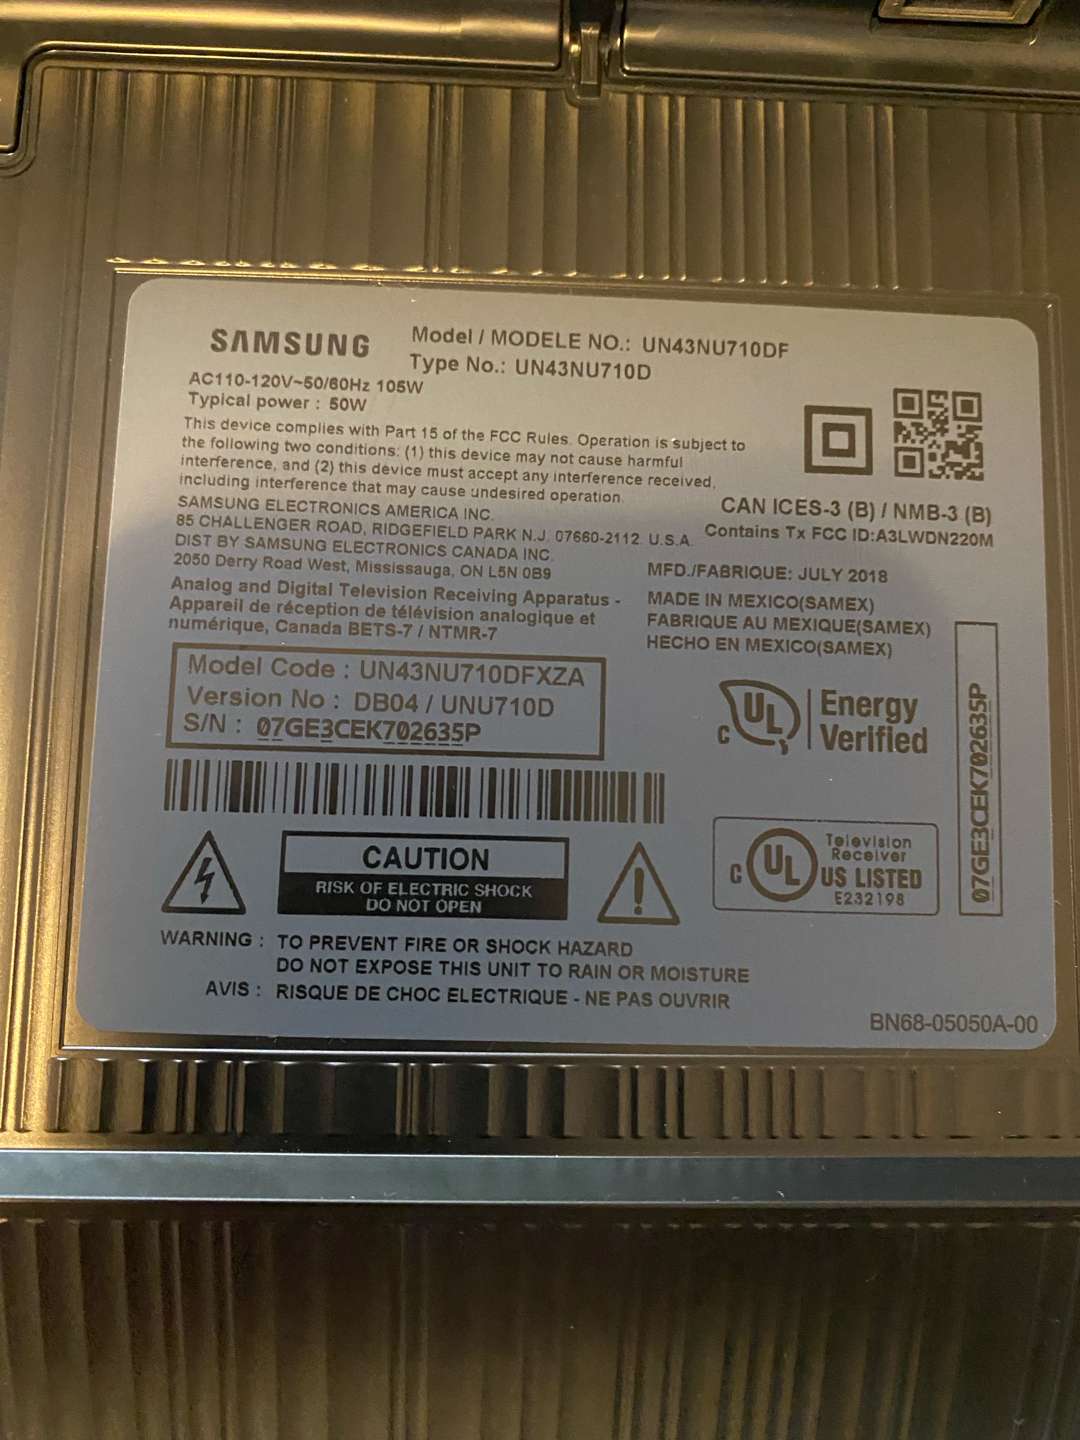 SAMSUNG
Model / MODELE NO.: UN43NU710DF
Type No.: UN43NU710D
AC110-120V~50/60Hz 105W
Typical power : 50W
This device complies with Part 15 of the FCC Rules. Operation is subject to
the following two conditions: (1) this device may not cause harmful
interference, and (2) this device must accept any interference received,
including interference that may cause undesired operation.
SAMSUNG ELECTRONICS AMERICA INC.
85 CHALLENGER ROAD, RIDGEFIELD PARK N.J. 07660-2112 U.S.A.
DIST BY SAMSUNG ELECTRONICS CANADA INC.
2050 Derry Road West, Mississauga, ON L5N 0B9
Analog and Digital Television Receiving Apparatus -
Appareil de réception de télévision analogique et
numérique, Canada BETS-7 / NTMR-7
CAN ICES-3 (B) / NMB-3 (B)
Contains Tx FCC ID:A3LWDN220M
MFD./FABRIQUE: JULY 2018
MADE IN MEXICO(SAMEX)
FABRIQUE AU MEXIQUE(SAMEX)
HECHO EN MEXICO(SAMEX)
Model Code : UN43NU710DFXZA
Version No : DB04 / UNU710D
S/N : 07GE3CEK702635P
C UL Energy
Verified
07GE3CEK702635P
C UL Television
Receiver
US LISTED
E232198
CAUTION
RISK OF ELECTRIC SHOCK
DO NOT OPEN
WARNING : TO PREVENT FIRE OR SHOCK HAZARD
DO NOT EXPOSE THIS UNIT TO RAIN OR MOISTURE
AVIS : RISQUE DE CHOC ELECTRIQUE - NE PAS OUVRIR
BN68-05050A-00